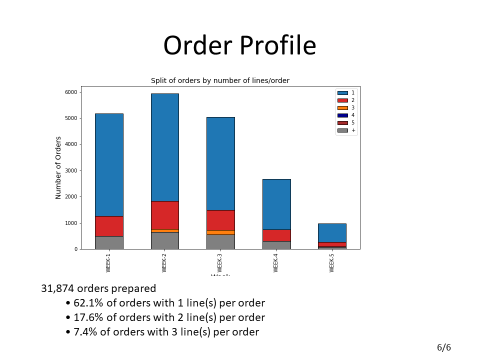 Order Profile
Split of orders by number of lines/order
1
2
3
4
5
+
Number of Orders
6000
5000
4000
3000
2000
1000
0
WEEK-1
WEEK-2
WEEK-3
WEEK-4
WEEK-5
31,874 orders prepared
• 62.1% of orders with 1 line(s) per order
• 17.6% of orders with 2 line(s) per order
• 7.4% of orders with 3 line(s) per order
6/6